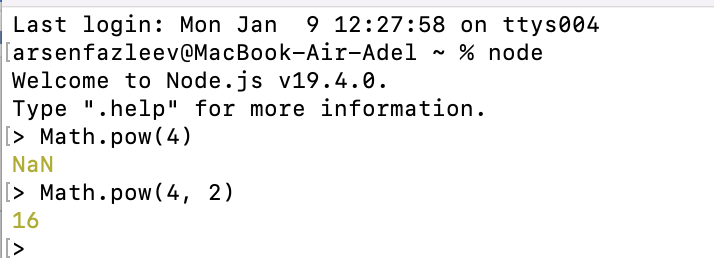 Last login: Mon Jan  9 12:27:58 on ttys004
[arsenfazleev@MacBook-Air-Adel ~ % node
Welcome to Node.js v19.4.0.
Type ".help" for more information.
[> Math.pow(4)
NaN
[> Math.pow(4, 2)
16
[>